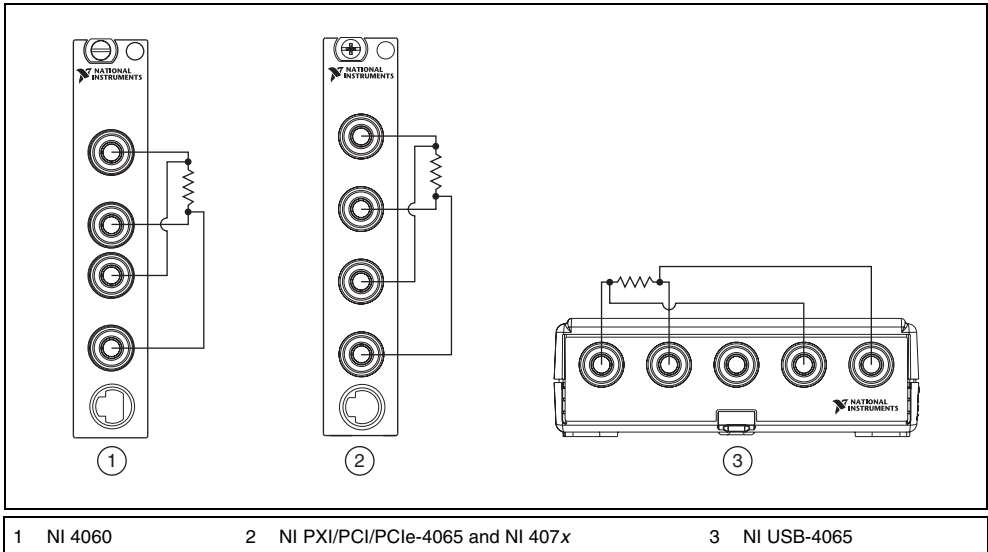 NATIONAL
INSTRUMENTS
NATIONAL
INSTRUMENTS
NATIONAL
INSTRUMENTS
1
2
3
1 NI 4060 2 NI PXI/PCI/PCIe-4065 and NI 407x 3 NI USB-4065